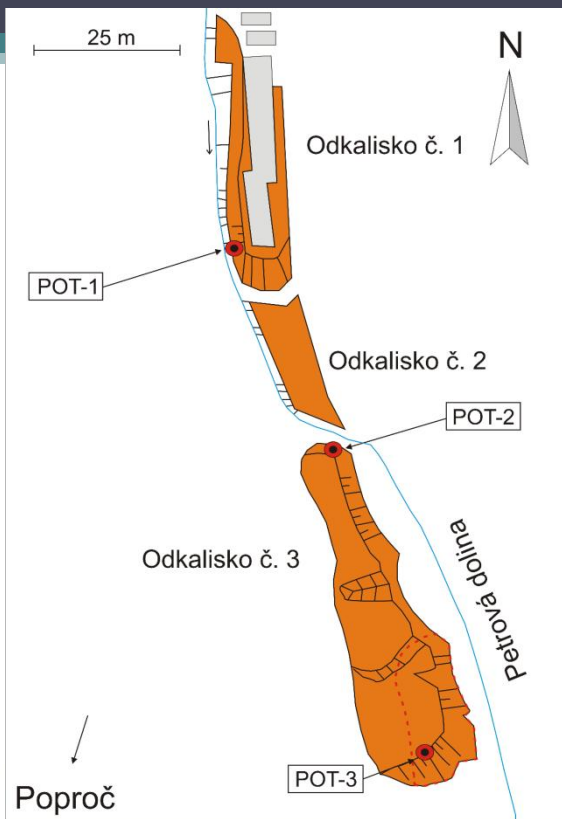 25 m
N
Odkalisko č. 1
POT-1
Odkalisko č. 2
POT-2
Odkalisko č. 3
Petrová dolina
POT-3
Poproč